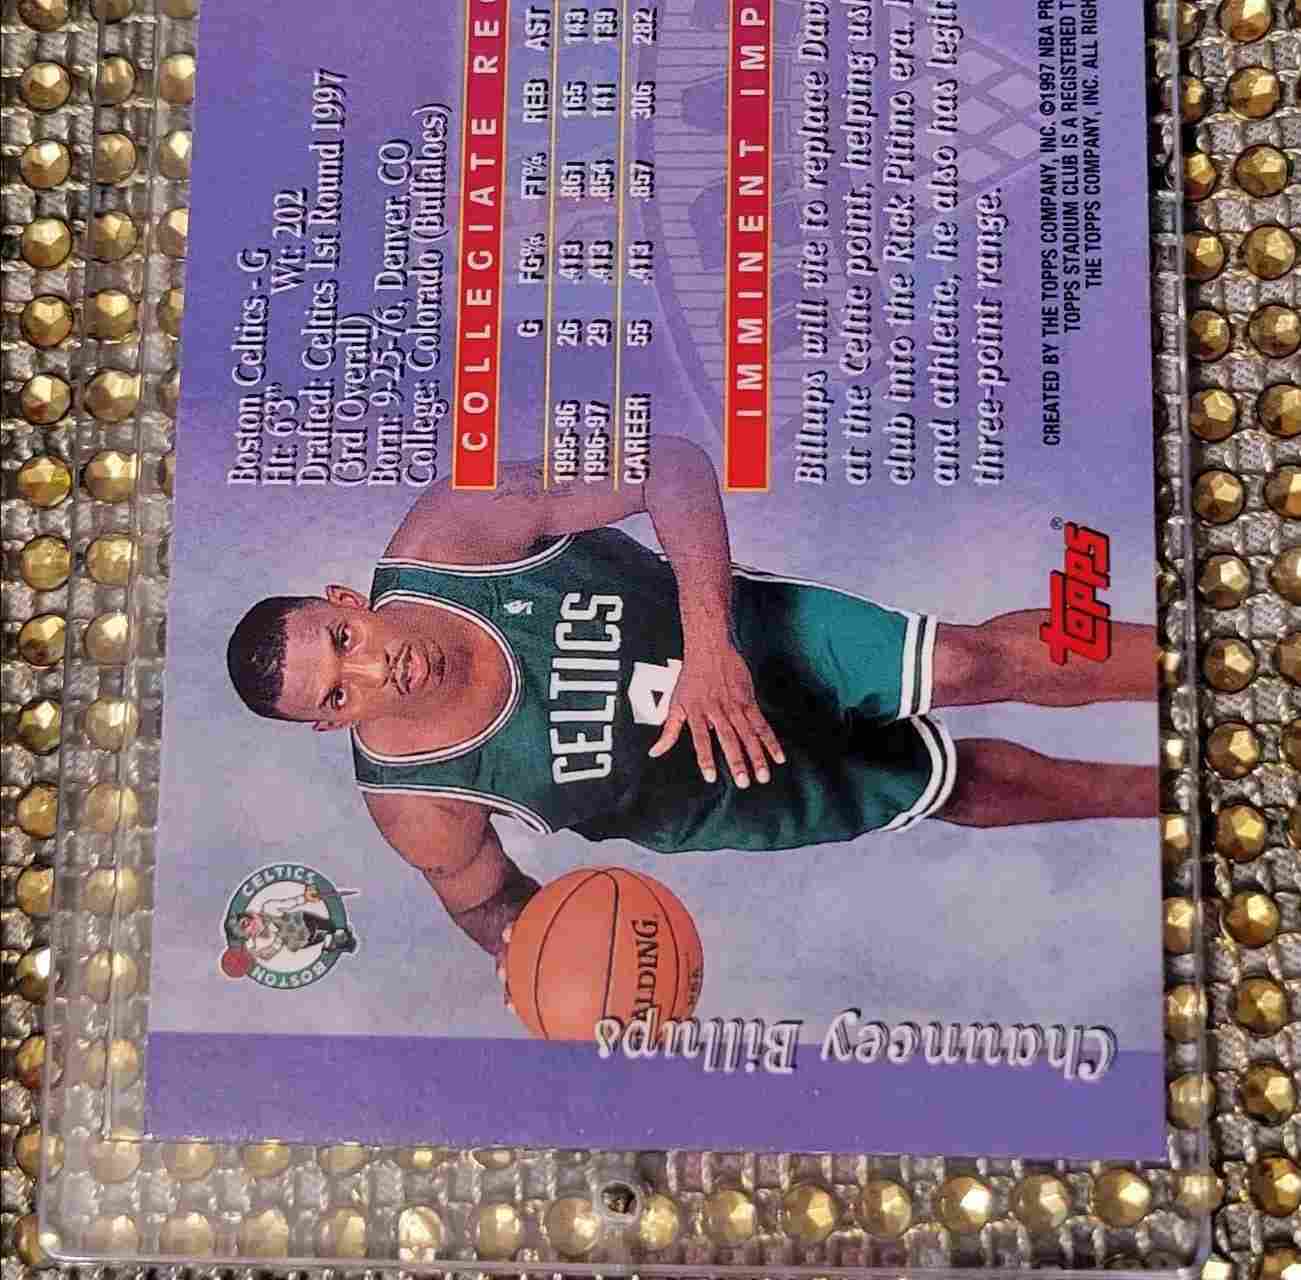 Chauncey Billups
Boston Celtics - G
Ht: 6'3" Wt: 202
Drafted: Celtics 1st Round 1997
(3rd Overall)
Born: 9-25-76, Denver, CO
College: Colorado (Buffaloes)
COLLEGIATE RE
G FG% FT% REB AST
1995-96 26 .413 .861 165 143
1996-97 29 .413 .854 141 139
CAREER 55 .413 .857 306 282
IMMINENT IMP
Billups will vie to replace Dav
at the Celtic point, helping ush
club into the Rick Pitino era.
and athletic, he also has legit
three-point range.
CREATED BY THE TOPPS COMPANY, INC. ©1997 NBA PR
TOPPS STADIUM CLUB IS A REGISTERED T
THE TOPPS COMPANY, INC. ALL RIGH
TOPPS®
CELTICS
4
BOSTON
CELTICS
ALDING